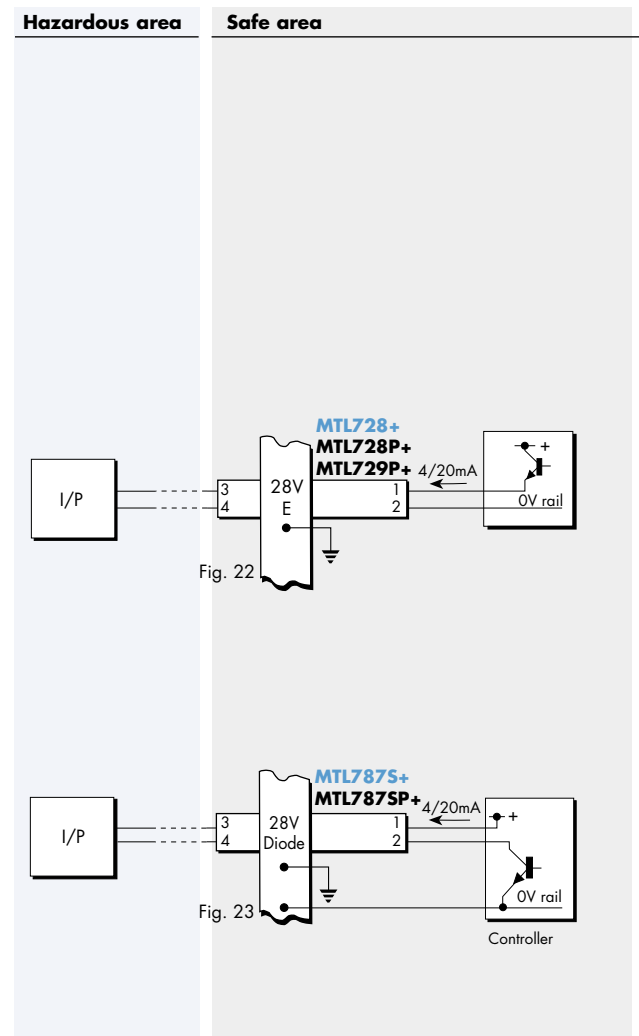 Hazardous area
Safe area
MTL728+
MTL728P+
MTL729P+
4/20mA
+
I/P
3
4
28V
E
1
2
0V rail
Fig. 22
MTL787S+
MTL787SP+
4/20mA
+
I/P
3
4
28V
Diode
1
2
0V rail
Fig. 23
Controller